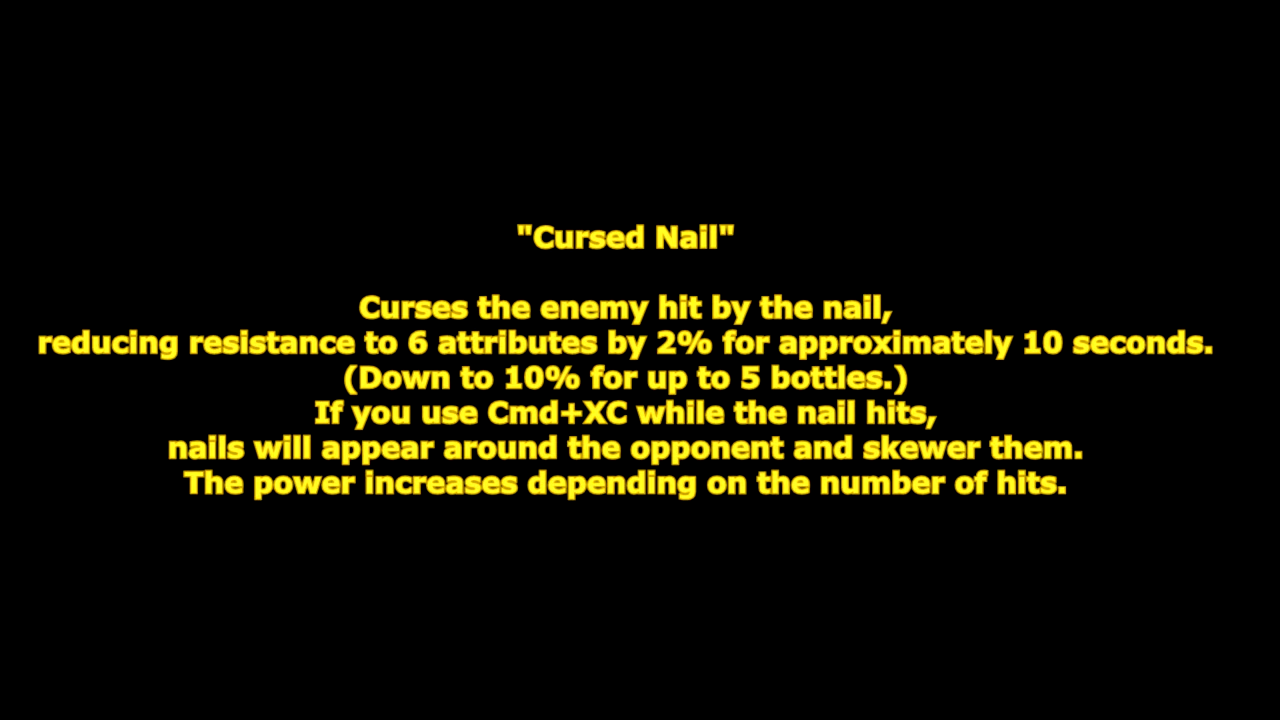 "Cursed Nail"
Curses the enemy hit by the nail,
reducing resistance to 6 attributes by 2% for approximately 10 seconds.
(Down to 10% for up to 5 bottles.)
If you use Cmd+XC while the nail hits,
nails will appear around the opponent and skewer them.
The power increases depending on the number of hits.